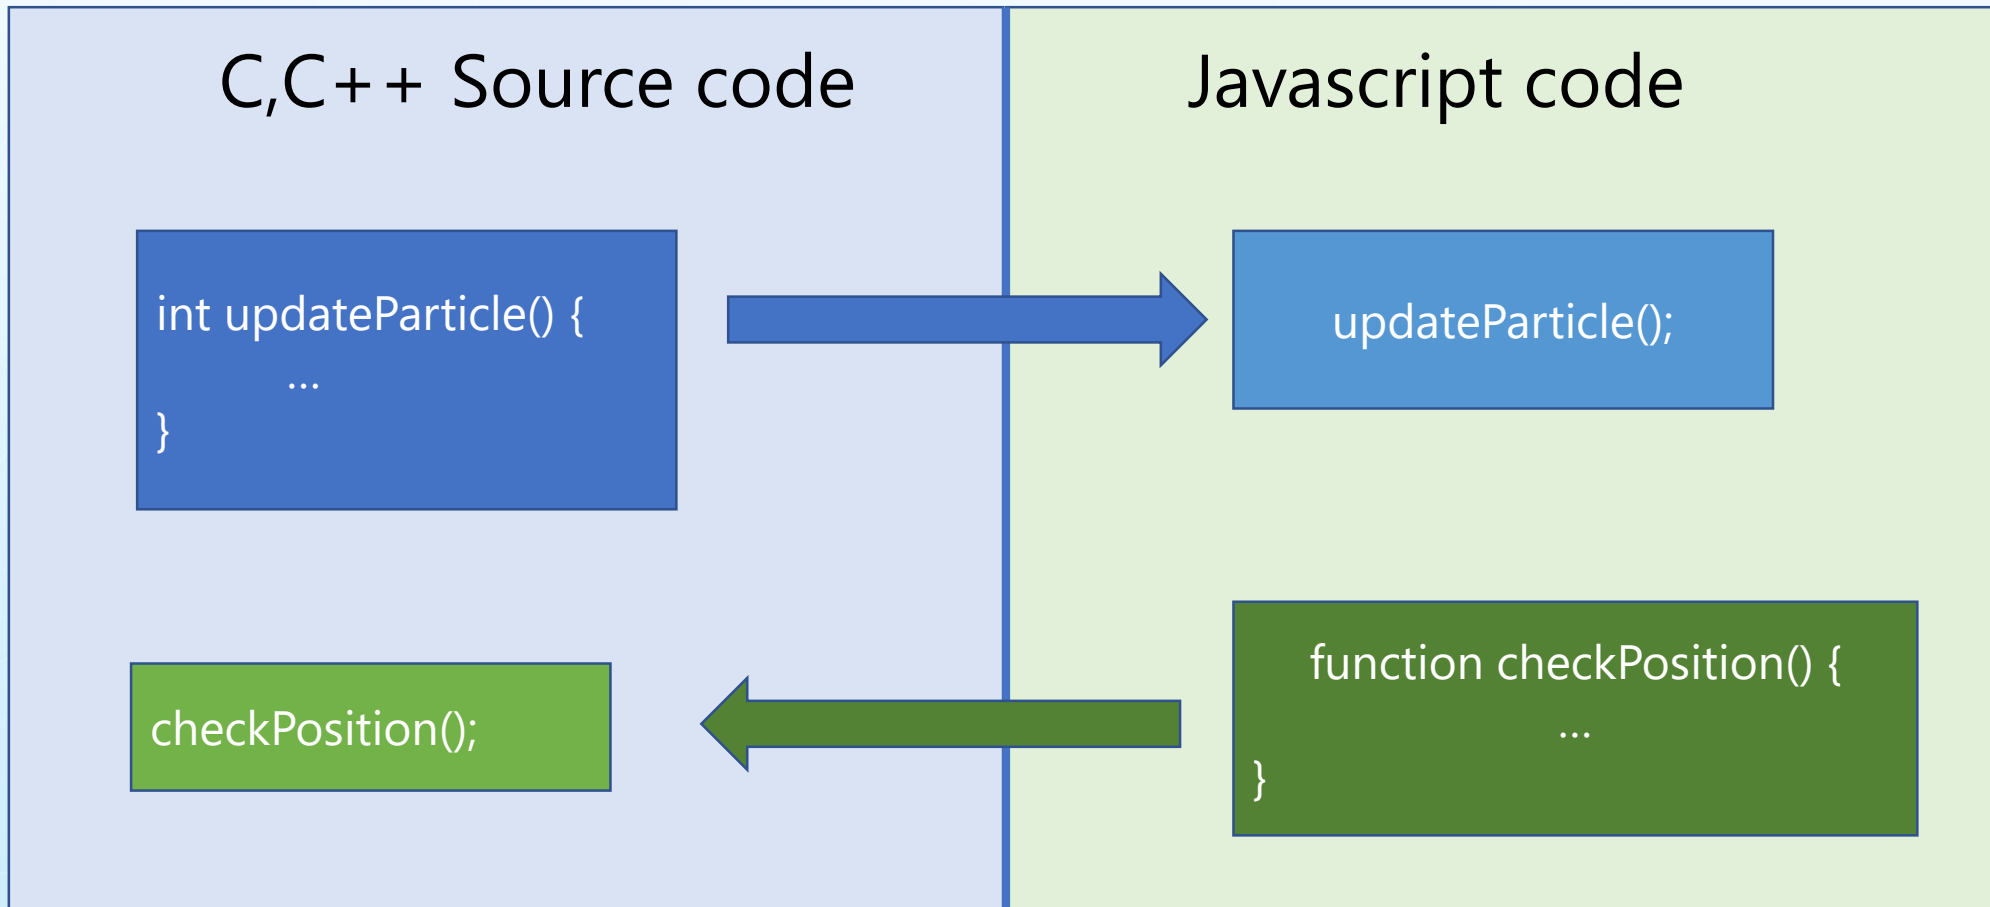 C,C++ Source code
Javascript code
int updateParticle() {
...
}
updateParticle();
checkPosition();
function checkPosition() {
...
}